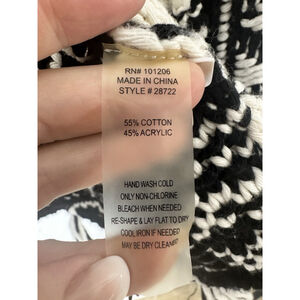 RN# 101206
MADE IN CHINA
STYLE # 28722
55% COTTON
45% ACRYLIC
HAND WASH COLD
ONLY NON-CHLORINE
BLEACH WHEN NEEDED
RE-SHAPE & LAY FLAT TO DRY
COOL IRON IF NEEDED
MAY BE DRY CLEANED